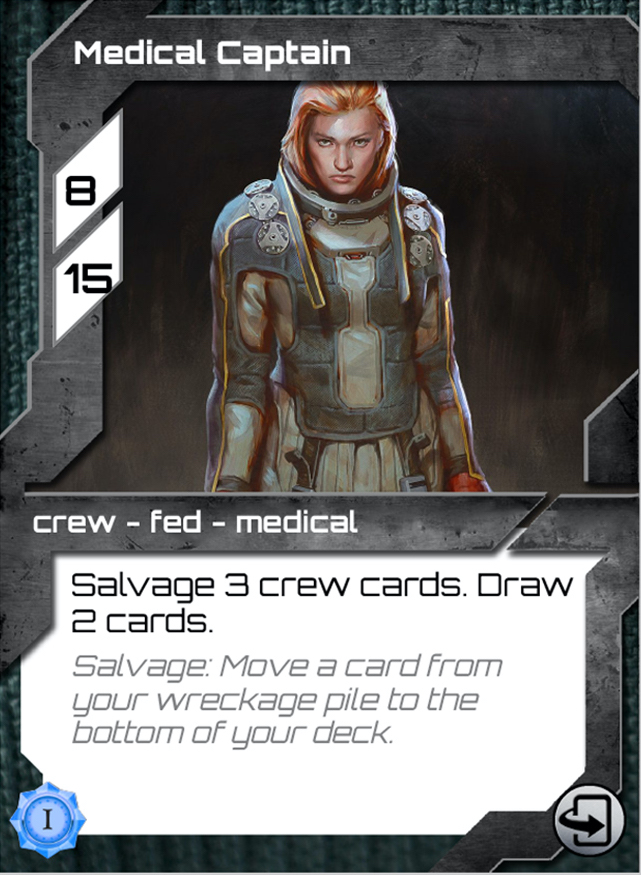 Medical Captain
8
15
crew - fed - medical
Salvage 3 crew cards. Draw
2 cards.
Salvage: Move a card from
your wreckage pile to the
bottom of your deck.
I